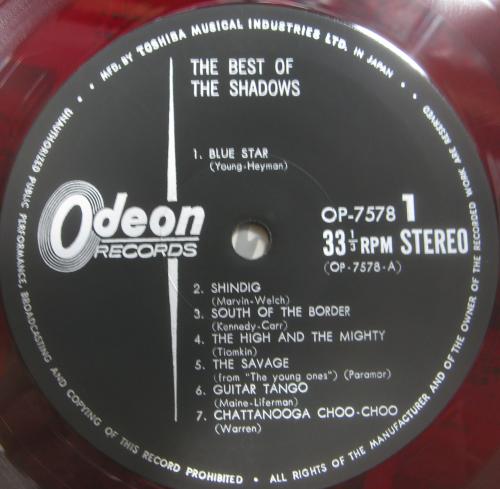 • MFD. BY TOSHIBA MUSICAL INDUSTRIES LTD. IN JAPAN. •
ALL RIGHTS OF THE MANUFACTURER AND OF THE OWNER OF THE RECORDED WORK ARE RESERVED
UNAUTHORIZED PUBLIC PERFORMANCE, BROADCASTING AND COPYING OF THIS RECORD PROHIBITED •
THE BEST OF
THE SHADOWS
1. BLUE STAR
(Young-Heyman)
Odeon
RECORDS
OP-7578 1
33 1/3 RPM STEREO
(OP-7578-A)
2. SHINDIG
(Marvin-Welch)
3. SOUTH OF THE BORDER
(Kennedy-Carr)
4. THE HIGH AND THE MIGHTY
(Tiomkin)
5. THE SAVAGE
(from "The young ones") (Paramor)
6. GUITAR TANGO
(Maine-Liferman)
7. CHATTANOOGA CHOO-CHOO
(Warren)